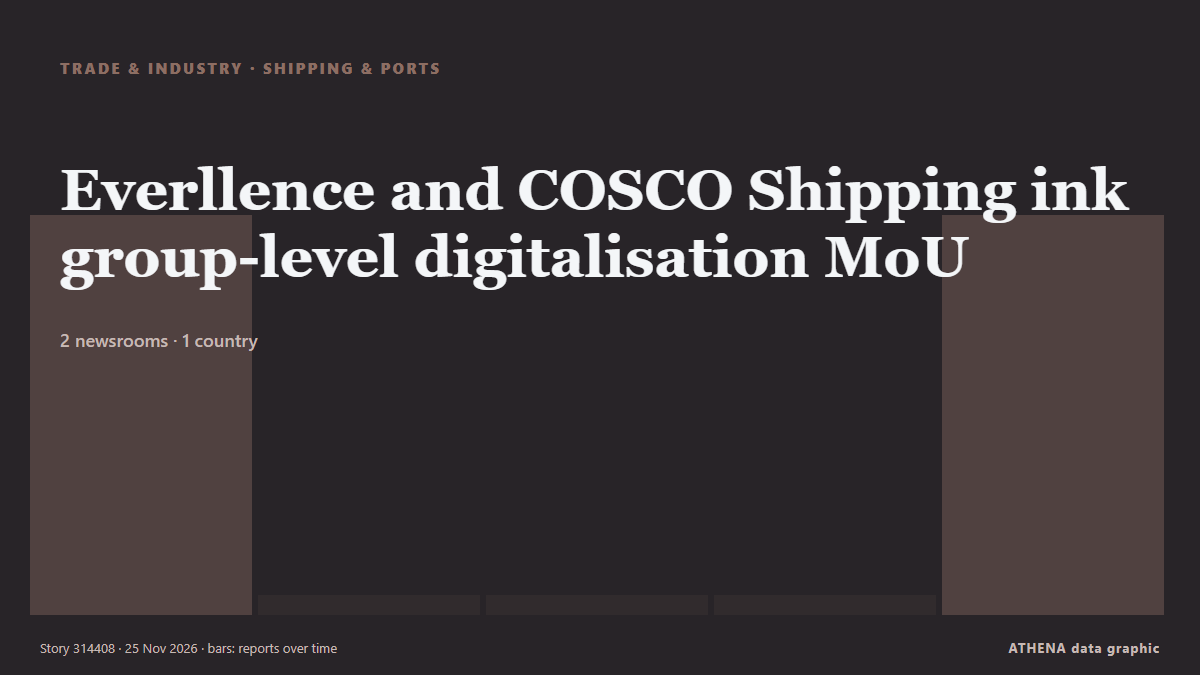 TRADE & INDUSTRY · SHIPPING & PORTS
Everllence and COSCO Shipping ink
group-level digitalisation MoU
2 newsrooms · 1 country
Story 314408 · 25 Nov 2026 · bars: reports over time
ATHENA data graphic